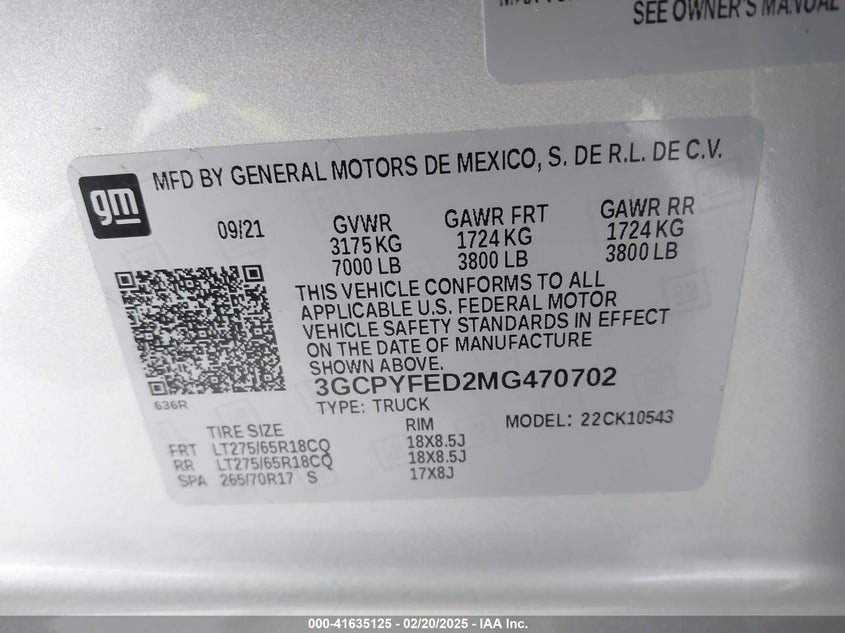 SEE OWNER'S MANUAL
gm
MFD BY GENERAL MOTORS DE MEXICO, S. DE R.L. DE C.V.
09/21
GVWR GAWR FRT GAWR RR
3175 KG 1724 KG 1724 KG
7000 LB 3800 LB 3800 LB
THIS VEHICLE CONFORMS TO ALL
APPLICABLE U.S. FEDERAL MOTOR
VEHICLE SAFETY STANDARDS IN EFFECT
ON THE DATE OF MANUFACTURE
SHOWN ABOVE.
3GCPYFED2MG470702
636R
TYPE: TRUCK
MODEL: 22CK10543
TIRE SIZE RIM
FRT LT275/65R18CQ 18X8.5J
RR LT275/65R18CQ 18X8.5J
SPA 265/70R17 S 17X8J
000-41635125 - 02/20/2025 - IAA Inc.